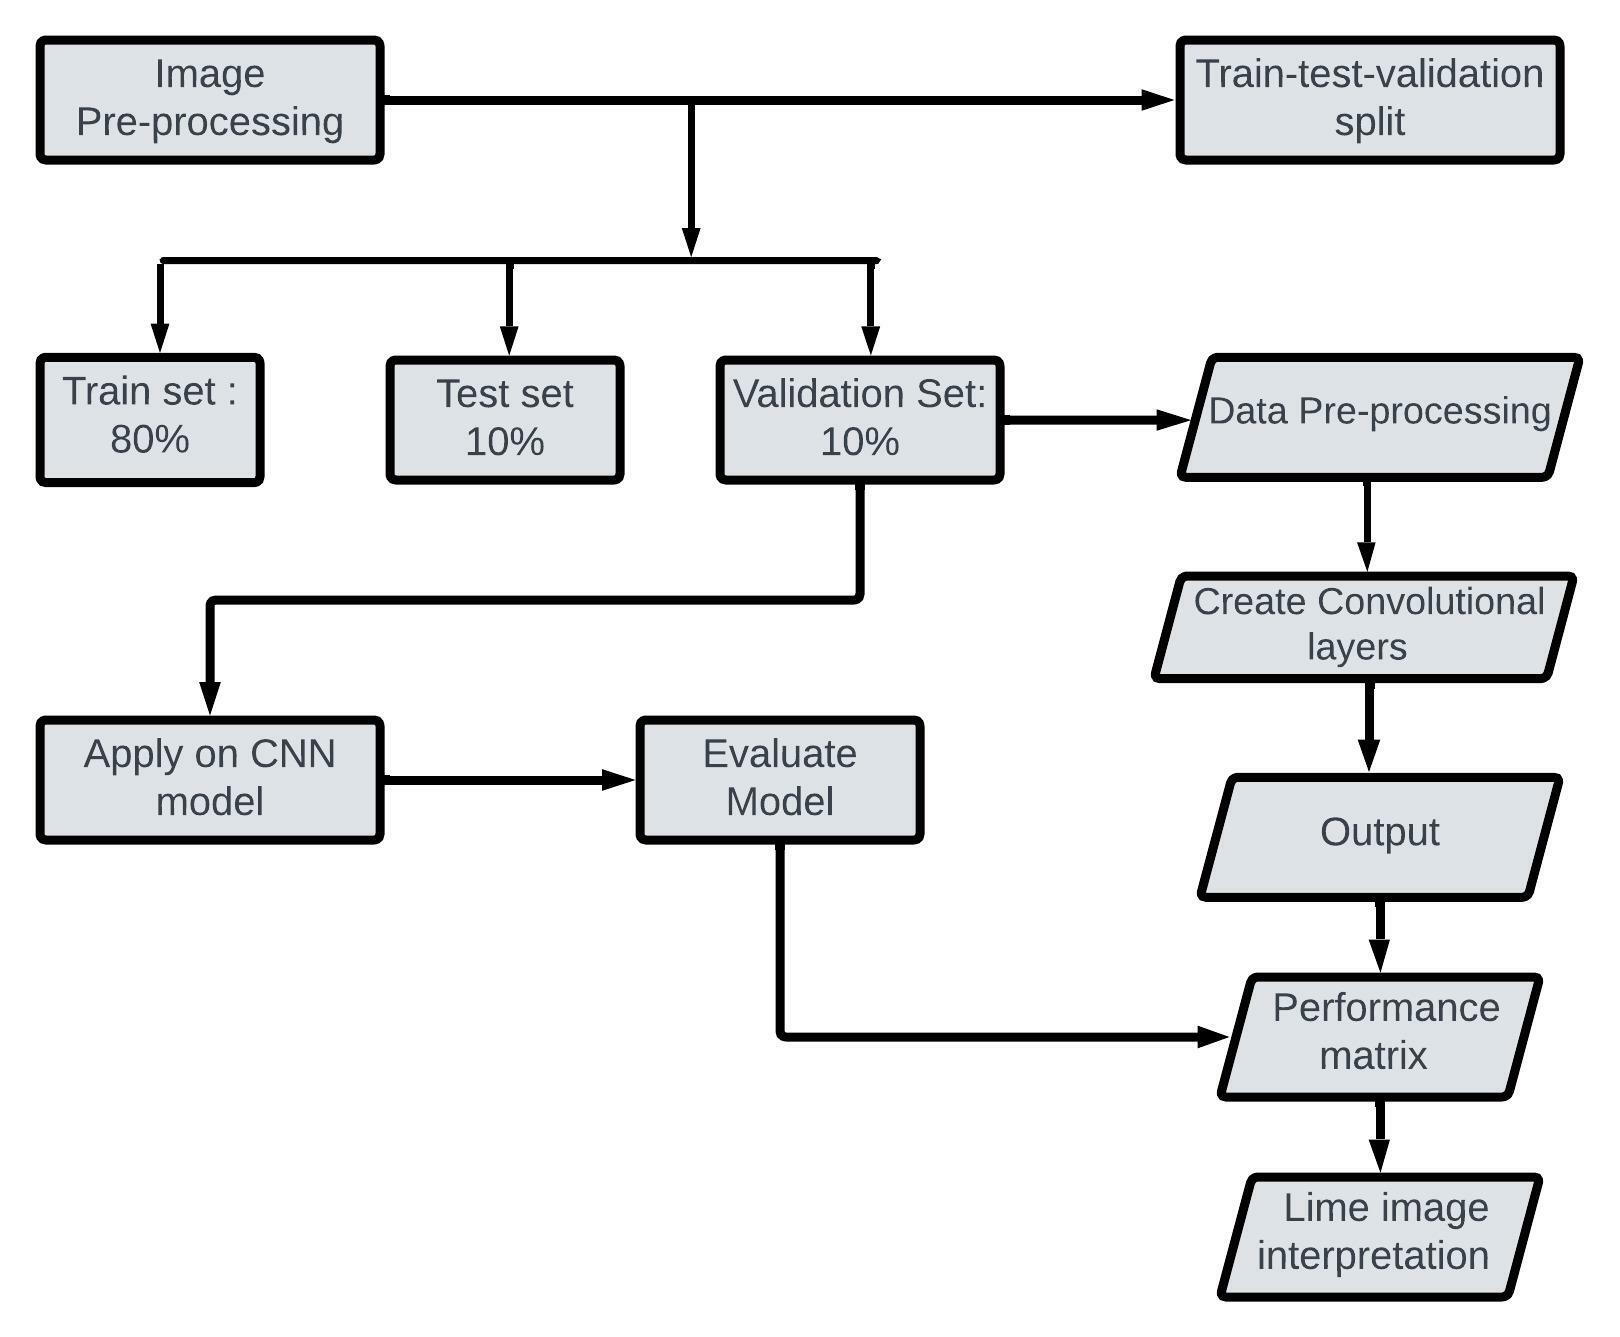 Image
Pre-processing
Train-test-validation
split
Train set :
80%
Test set
10%
Validation Set:
10%
Data Pre-processing
Create Convolutional
layers
Apply on CNN
model
Evaluate
Model
Output
Performance
matrix
Lime image
interpretation